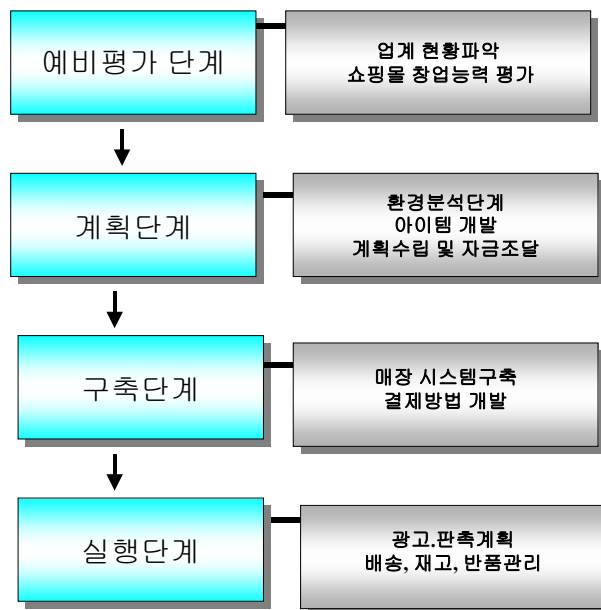 예비평가 단계
업계 현황파악
쇼핑몰 창업능력 평가
계획단계
환경분석단계
아이템 개발
계획수립 및 자금조달
구축단계
매장 시스템구축
결제방법 개발
실행단계
광고.판촉계획
배송, 재고, 반품관리